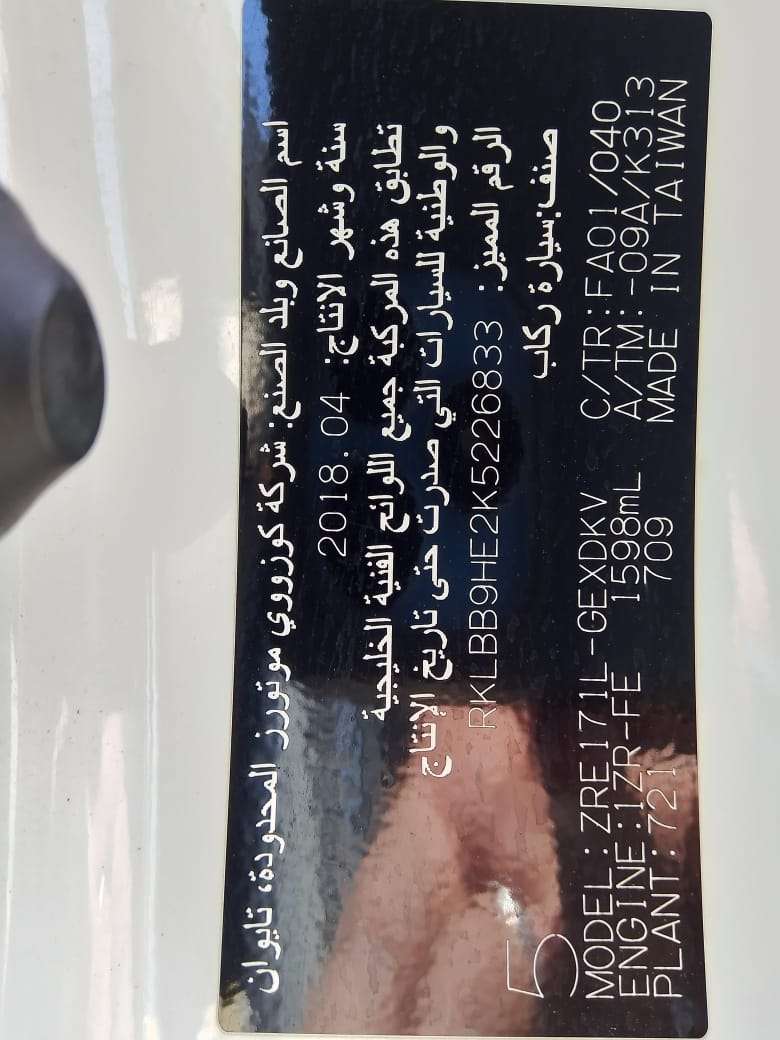 اسم الصانع وبلد الصنع: شركة كوزووي موتورز المحدودة، تايوان
سنة وشهر الانتاج: 2018.04
تطابق هذه المركبة جميع اللوائح الفنية الخليجية
والوطنية للسيارات التي صدرت حتى تاريخ الإنتاج
الرقم المميز: RKLBB9HE2K5226833
صنف:سيارة ركاب
5
MODEL:ZRE171L-GEXDKV C/TR:FA01/040
ENGINE:1ZR-FE 1598mL A/TM:-09A/K313
PLANT:721 709 MADE IN TAIWAN